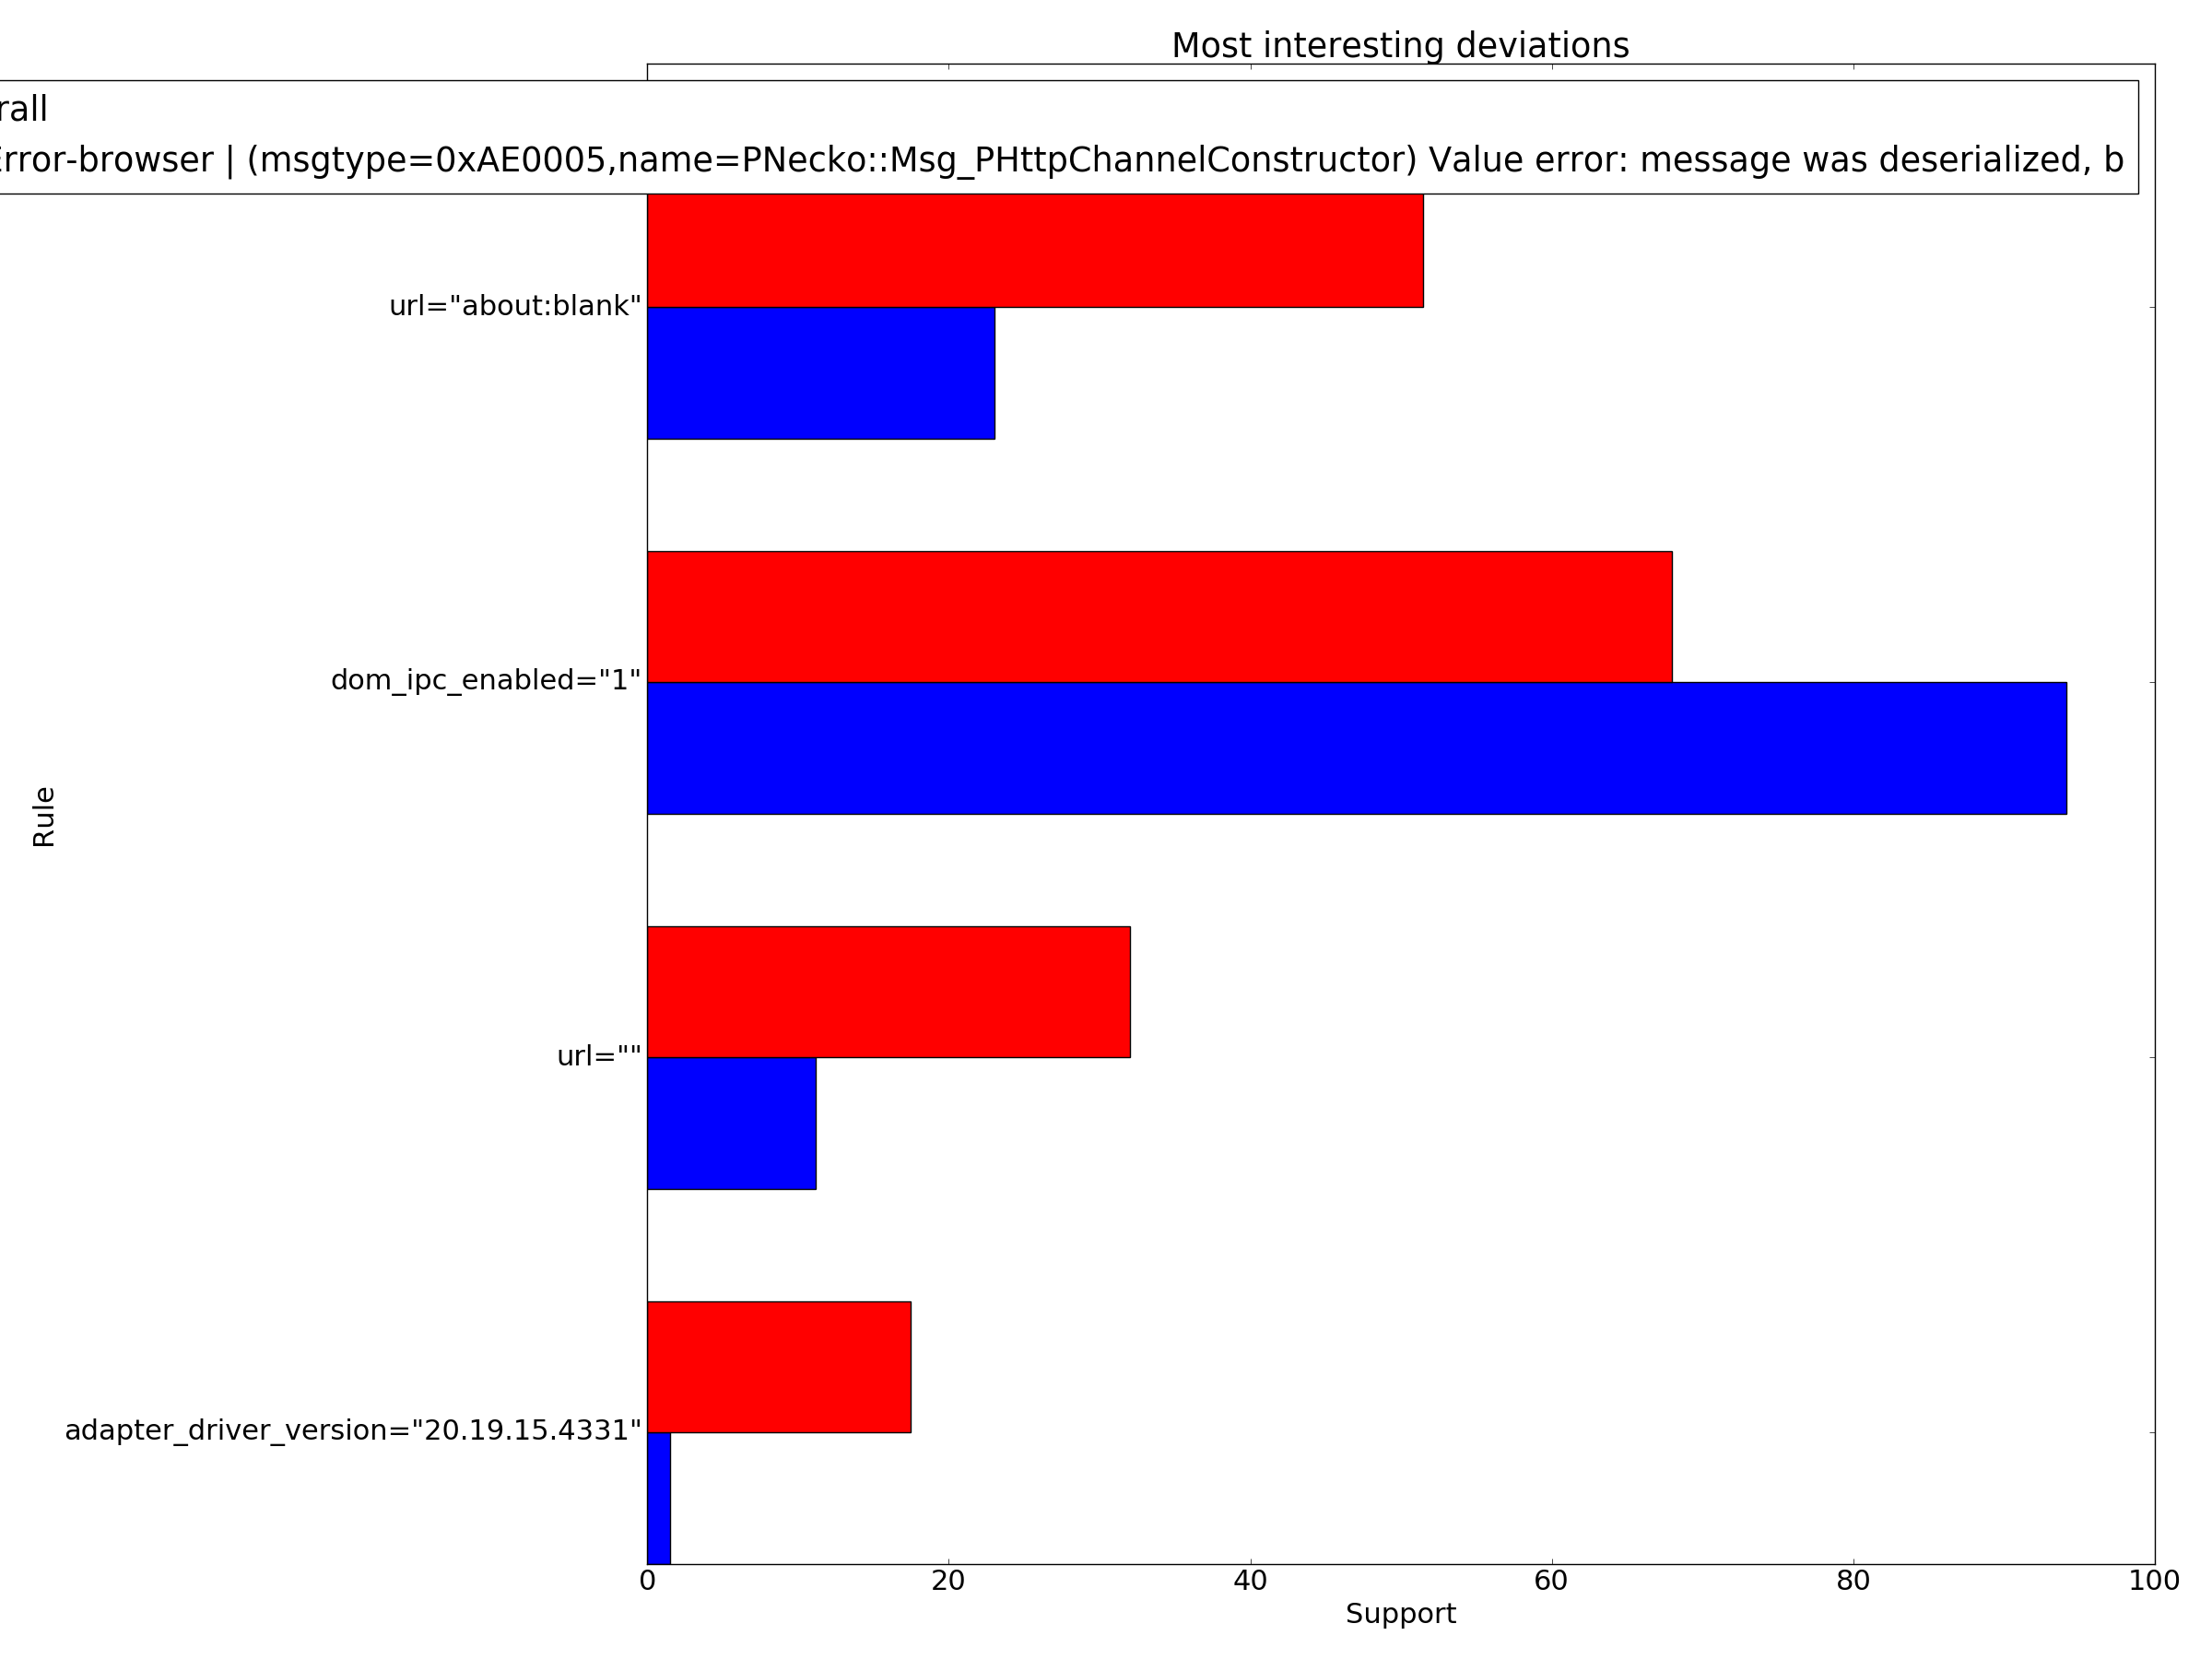 Most interesting deviations
rall
Error-browser | (msgtype=0xAE0005,name=PNecko::Msg_PHttpChannelConstructor) Value error: message was deserialized, b
url="about:blank"
dom_ipc_enabled="1"
Rule
url=""
adapter_driver_version="20.19.15.4331"
0 20 40 60 80 100
Support